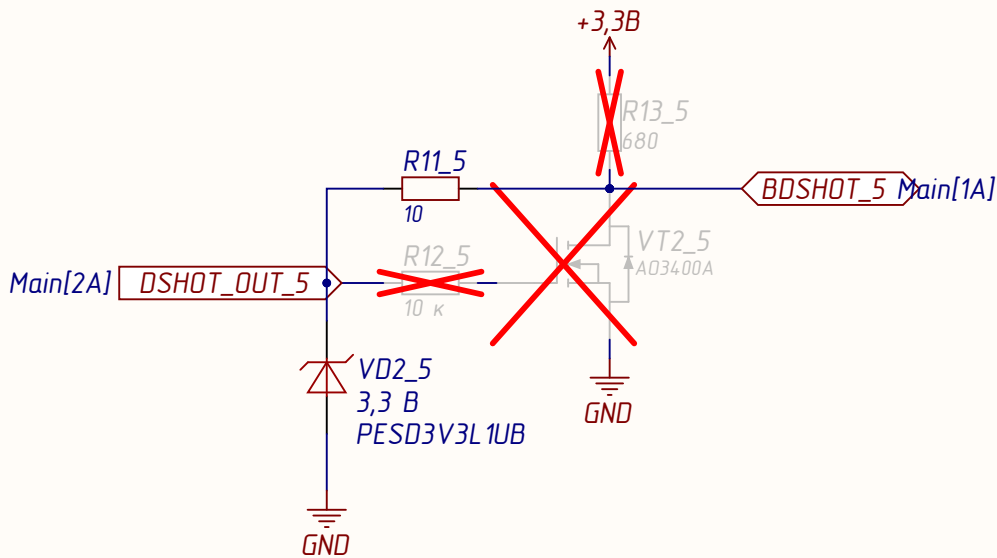 +3,3В
R13_5
680
R11_5
10
BDSHOT_5 Main[1A]
R12_5
10 к
VT2_5
AO3400A
Main[2A] DSHOT_OUT_5
VD2_5
3,3 В
PESD3V3L1UB
GND
GND